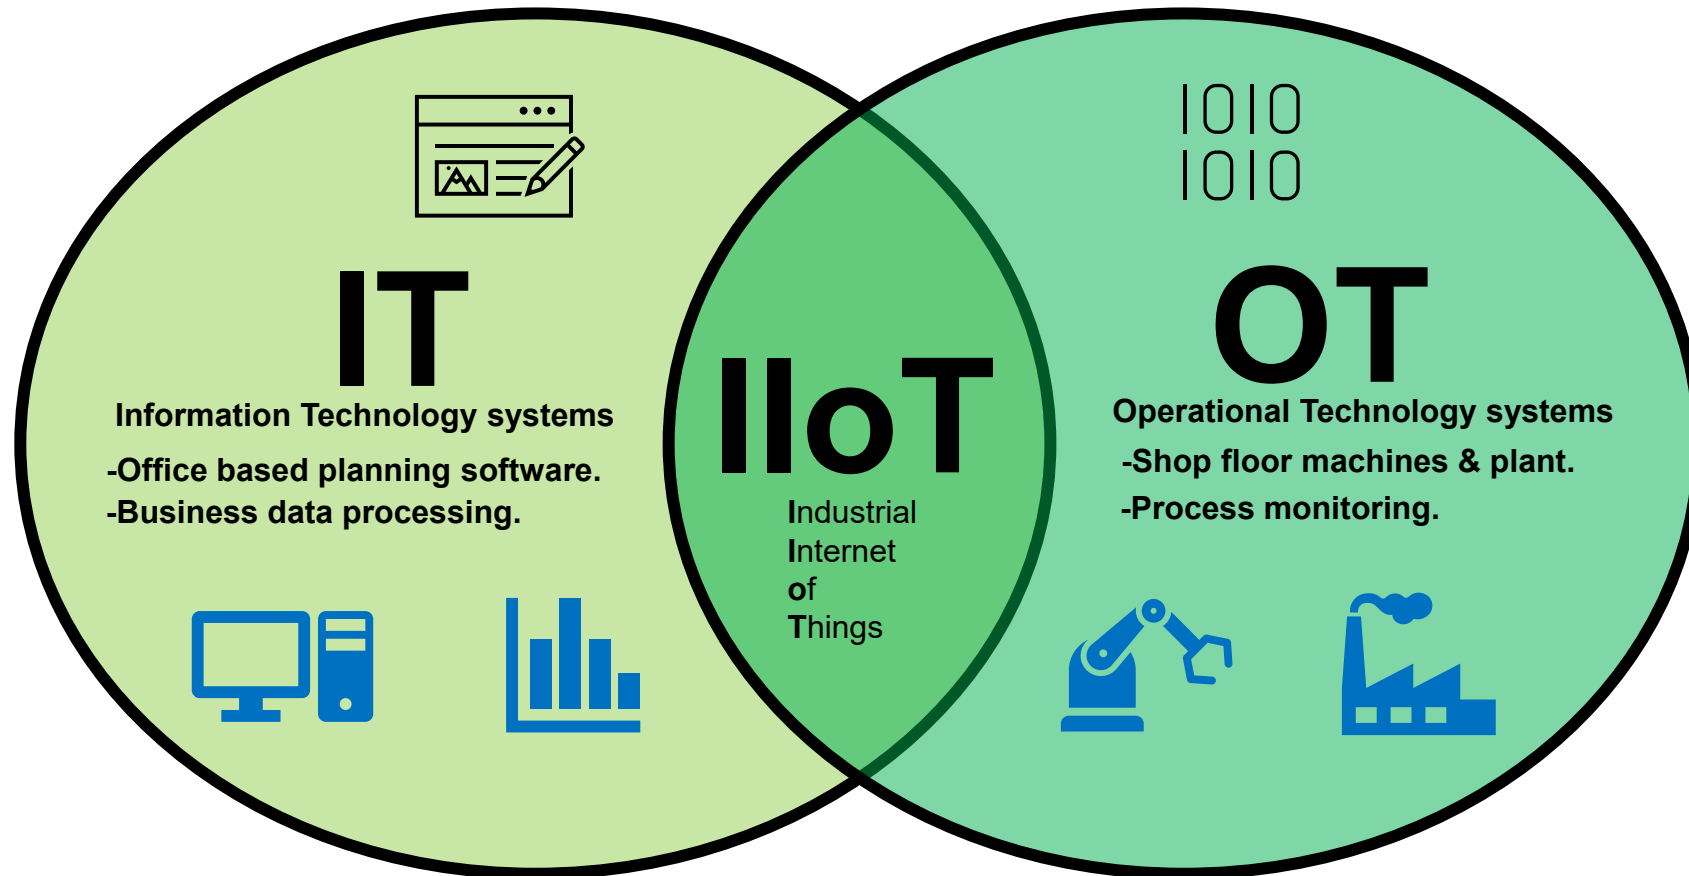 IT
Information Technology systems
-Office based planning software.
-Business data processing.
IIoT
Industrial
Internet
of
Things
1010
1010
OT
Operational Technology systems
-Shop floor machines & plant.
-Process monitoring.